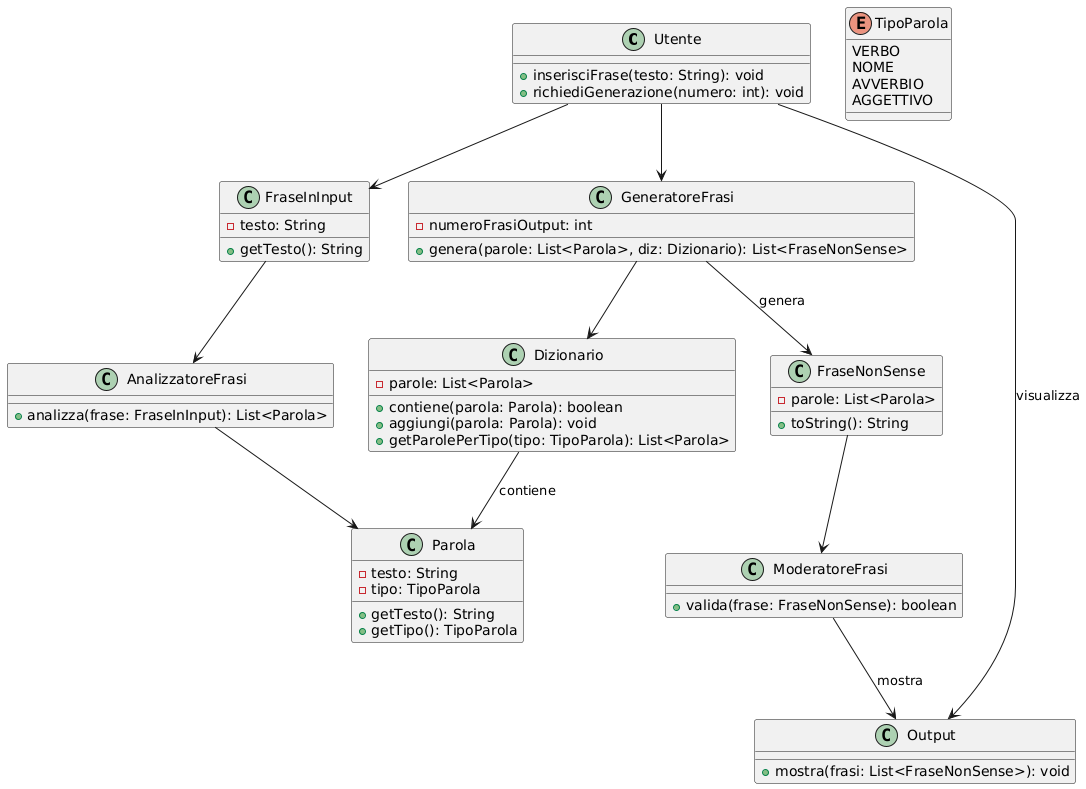 C Utente
inserisciFrase(testo: String): void
richiediGenerazione(numero: int): void
E TipoParola
VERBO
NOME
AVVERBIO
AGGETTIVO
C FraseInInput
testo: String
getTesto(): String
C GeneratoreFrasi
numeroFrasiOutput: int
genera(parole: List<Parola>, diz: Dizionario): List<FraseNonSense>
genera
C AnalizzatoreFrasi
analizza(frase: FraseInInput): List<Parola>
C Dizionario
parole: List<Parola>
contiene(parola: Parola): boolean
aggiungi(parola: Parola): void
getParolePerTipo(tipo: TipoParola): List<Parola>
C FraseNonSense
parole: List<Parola>
toString(): String
visualizza
contiene
C Parola
testo: String
tipo: TipoParola
getTesto(): String
getTipo(): TipoParola
C ModeratoreFrasi
valida(frase: FraseNonSense): boolean
mostra
C Output
mostra(frasi: List<FraseNonSense>): void